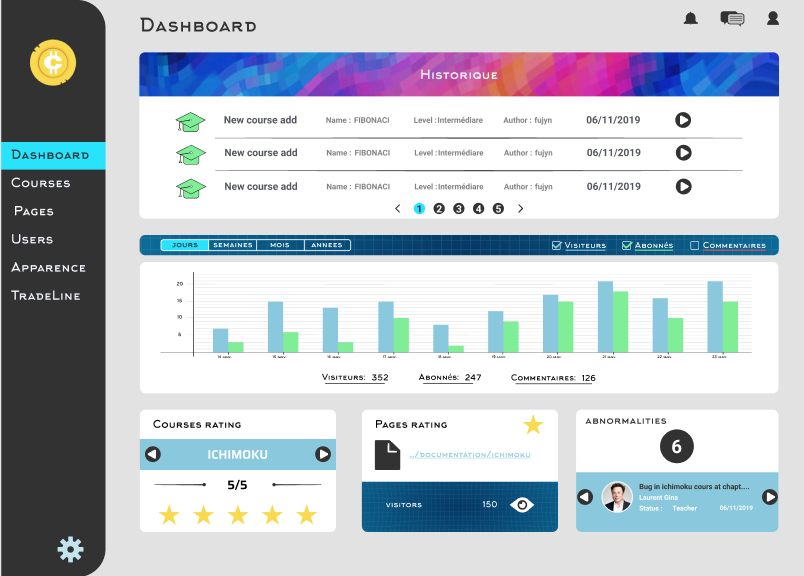 Dashboard
Historique
New course add Name : FIBONACI Level : Intermédiare Author : fujyn 06/11/2019
New course add Name : FIBONACI Level : Intermédiare Author : fujyn 06/11/2019
New course add Name : FIBONACI Level : Intermédiare Author : fujyn 06/11/2019
1 2 3 4 5
Dashboard
Courses
Pages
Users
Apparence
TradeLine
JOURS SEMAINES MOIS ANNEES
Visiteurs Abonnés Commentaires
20
15
10
5
14 nov. 15 nov. 16 nov. 17 nov. 18 nov. 19 nov. 20 nov. 21 nov. 22 nov. 23 nov.
Visiteurs: 352 Abonnés: 247 Commentaires: 126
Courses rating
ICHIMOKU
5/5
Pages rating
../documentation/ichimoku
visitors 150
Abnormalities
6
Bug in ichimoku cours at chapt....
Laurent Gina
Status : Teacher 06/11/2019